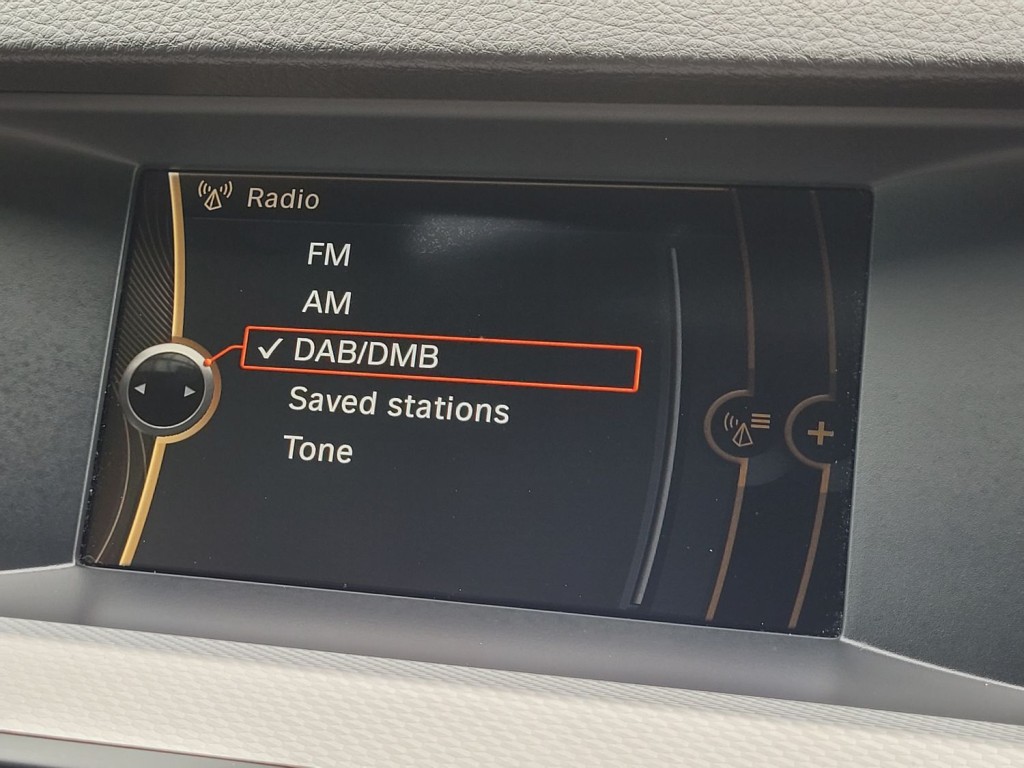 Radio
FM
AM
✓ DAB/DMB
Saved stations
Tone